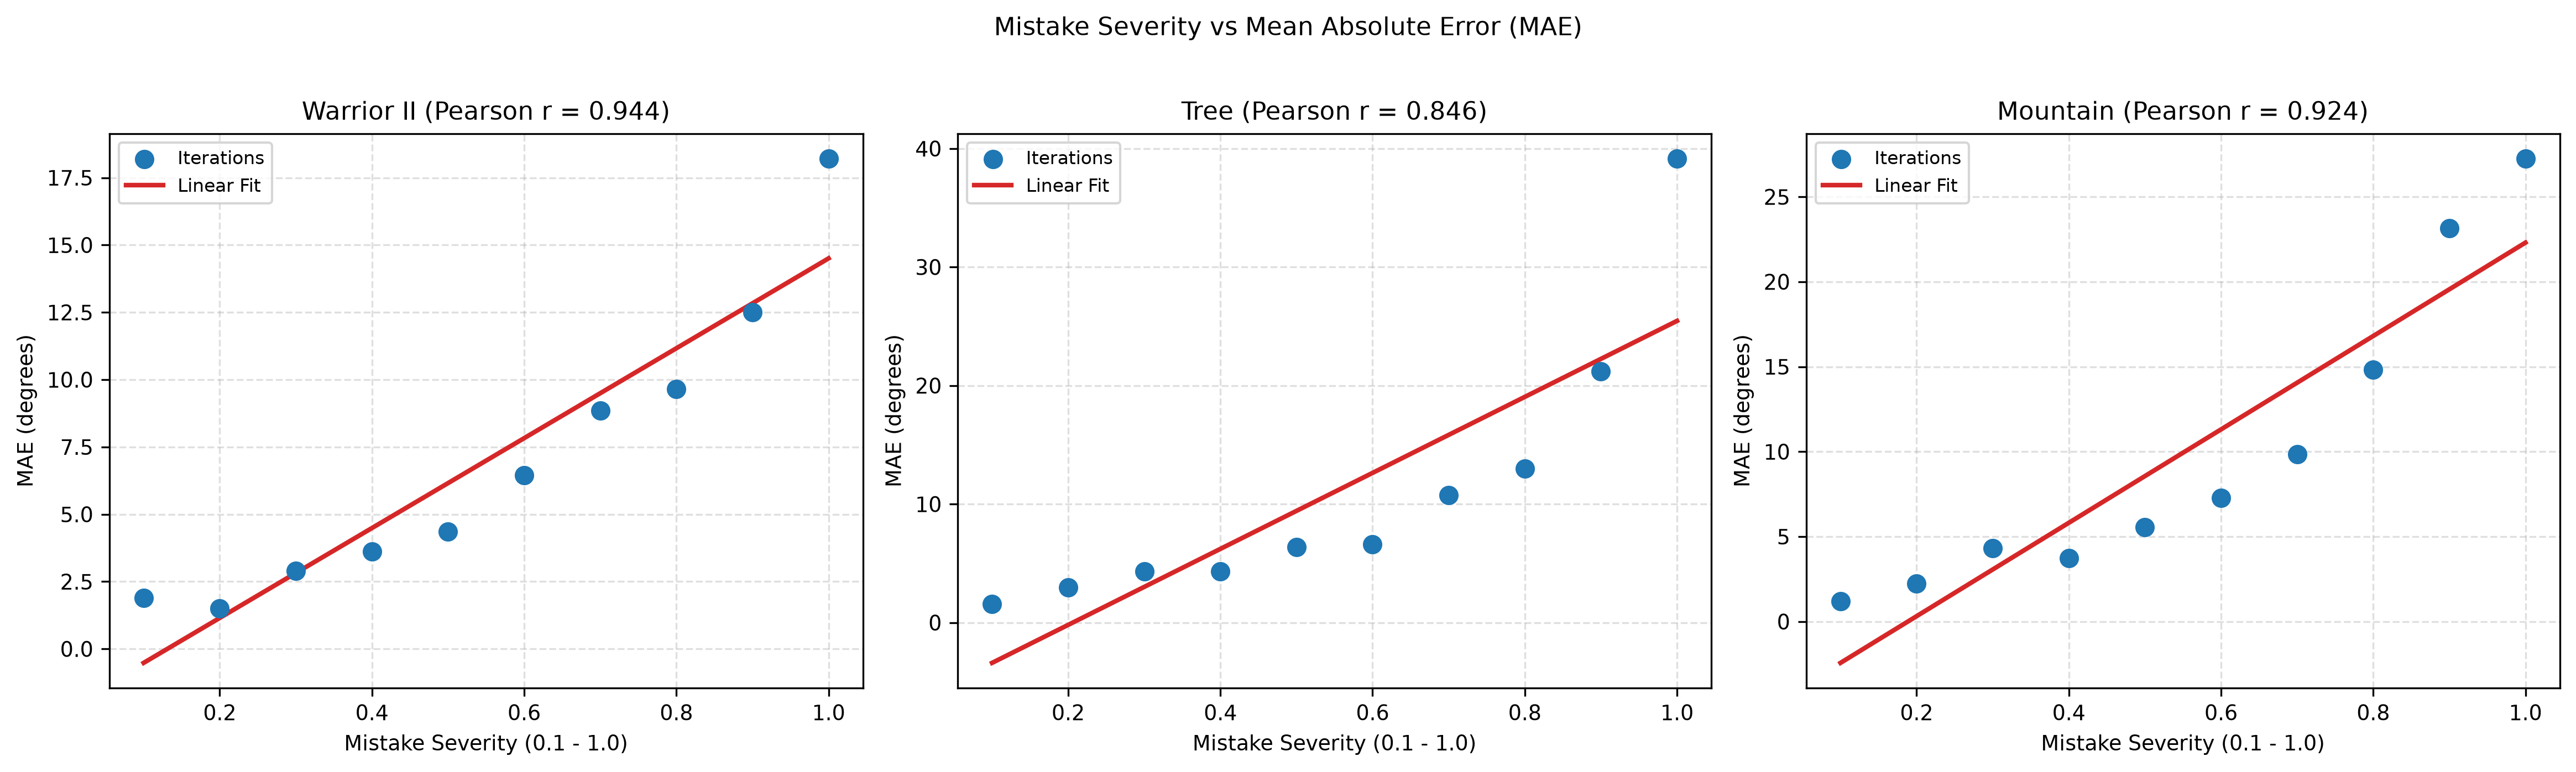 Mistake Severity vs Mean Absolute Error (MAE)
Warrior II (Pearson r = 0.944)
Iterations
Linear Fit
17.5
15.0
12.5
10.0
7.5
5.0
2.5
0.0
MAE (degrees)
0.2 0.4 0.6 0.8 1.0
Mistake Severity (0.1 - 1.0)
Tree (Pearson r = 0.846)
Iterations
Linear Fit
40
30
20
10
0
MAE (degrees)
0.2 0.4 0.6 0.8 1.0
Mistake Severity (0.1 - 1.0)
Mountain (Pearson r = 0.924)
Iterations
Linear Fit
25
20
15
10
5
0
MAE (degrees)
0.2 0.4 0.6 0.8 1.0
Mistake Severity (0.1 - 1.0)